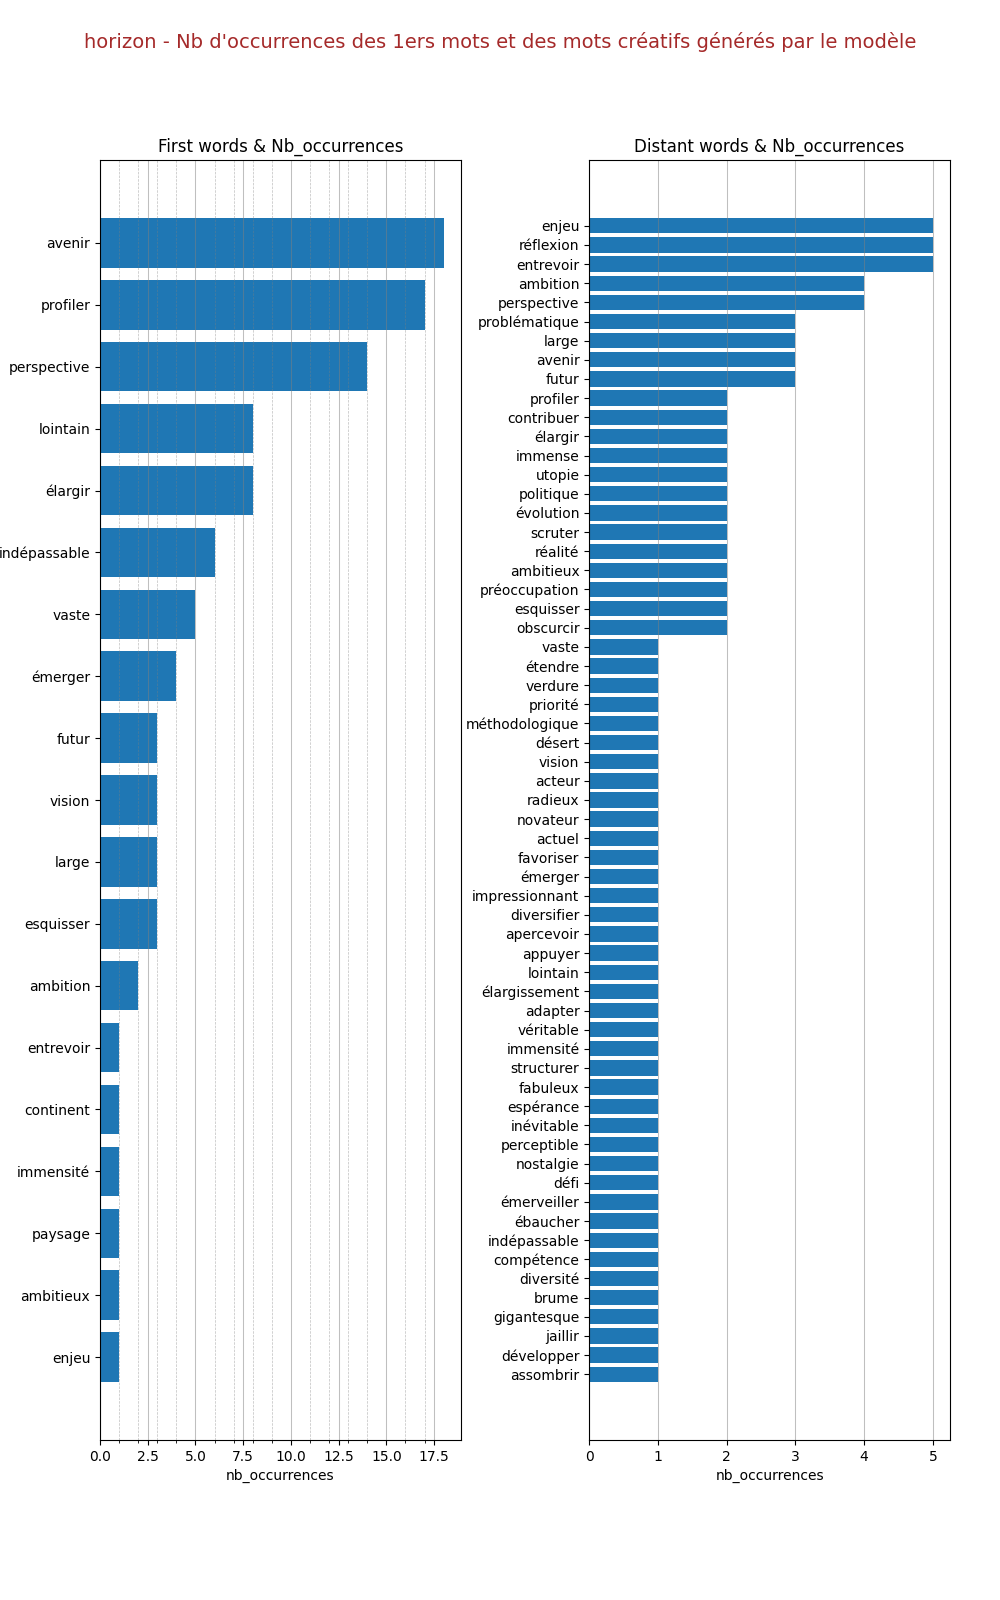 horizon - Nb d'occurrences des 1ers mots et des mots créatifs générés par le modèle
First words & Nb_occurrences
avenir
profiler
perspective
lointain
élargir
indépassable
vaste
émerger
futur
vision
large
esquisser
ambition
entrevoir
continent
immensité
paysage
ambitieux
enjeu
0.0 2.5 5.0 7.5 10.0 12.5 15.0 17.5
nb_occurrences
Distant words & Nb_occurrences
enjeu
réflexion
entrevoir
ambition
perspective
problématique
large
avenir
futur
profiler
contribuer
élargir
immense
utopie
politique
évolution
scruter
réalité
ambitieux
préoccupation
esquisser
obscurcir
vaste
étendre
verdure
priorité
méthodologique
désert
vision
acteur
radieux
novateur
actuel
favoriser
émerger
impressionnant
diversifier
apercevoir
appuyer
lointain
élargissement
adapter
véritable
immensité
structurer
fabuleux
espérance
inévitable
perceptible
nostalgie
défi
émerveiller
ébaucher
indépassable
compétence
diversité
brume
gigantesque
jaillir
développer
assombrir
0 1 2 3 4 5
nb_occurrences